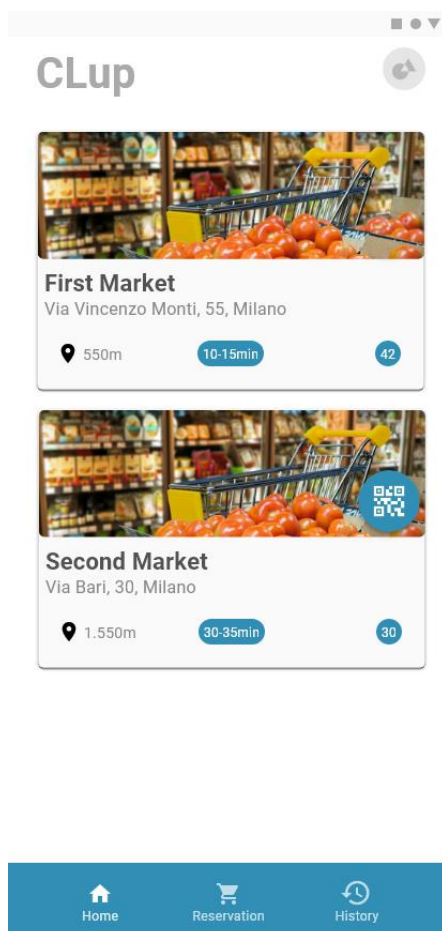 CLup
First Market
Via Vincenzo Monti, 55, Milano
550m 10-15min 42
Second Market
Via Bari, 30, Milano
1.550m 30-35min 30
Home Reservation History